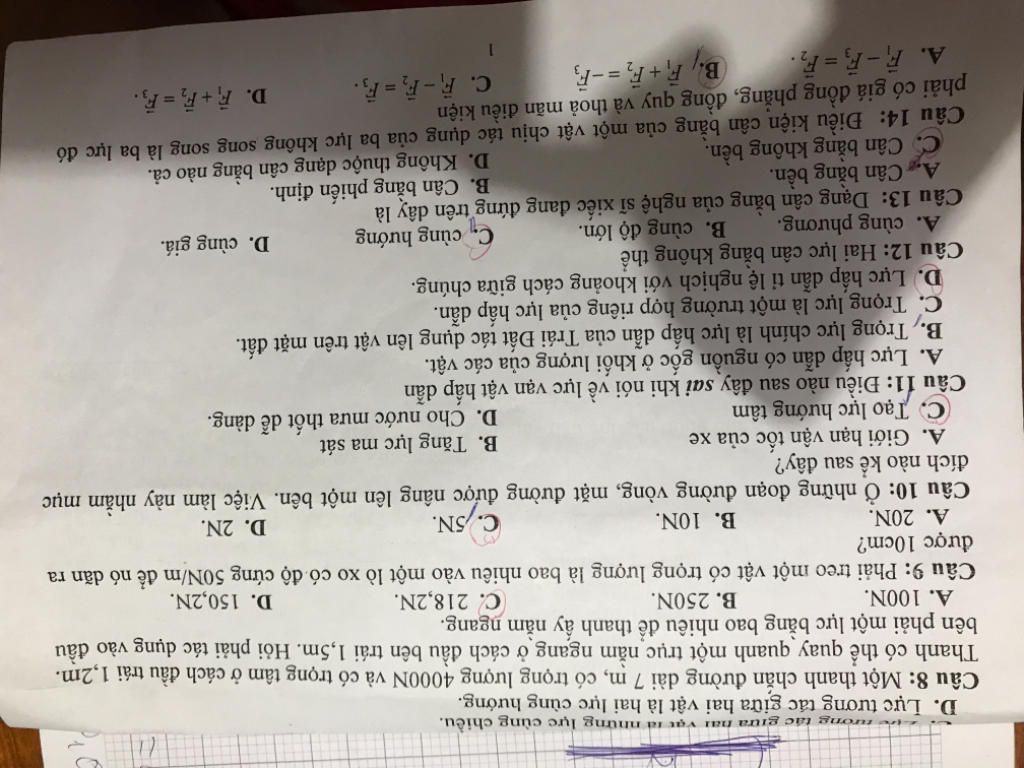 C. Lực tương tác giữa hai vật là những lực cùng chiều.
D. Lực tương tác giữa hai vật là hai lực cùng hướng.
Câu 8: Một thanh chắn đường dài 7 m, có trọng lượng 4000N và có trọng tâm ở cách đầu trái 1,2m.
Thanh có thể quay quanh một trục nằm ngang ở cách đầu bên trái 1,5m. Hỏi phải tác dụng vào đầu
bên phải một lực bằng bao nhiêu để thanh ấy nằm ngang.
A. 100N. B. 250N. C. 218,2N. D. 150,2N.
Câu 9: Phải treo một vật có trọng lượng là bao nhiêu vào một lò xo có độ cứng 50N/m để nó dãn ra
được 10cm?
A. 20N. B. 10N. C. 5N. D. 2N.
Câu 10: Ở những đoạn đường vòng, mặt đường được nâng lên một bên. Việc làm này nhằm mục
đích nào kể sau đây?
A. Giới hạn vận tốc của xe B. Tăng lực ma sát
C. Tạo lực hướng tâm D. Cho nước mưa thốt dễ dàng.
Câu 11: Điều nào sau đây sai khi nói về lực vạn vật hấp dẫn
A. Lực hấp dẫn có nguồn gốc ở khối lượng của các vật.
B. Trọng lực chính là lực hấp dẫn của Trái Đất tác dụng lên vật trên mặt đất.
C. Trọng lực là một trường hợp riêng của lực hấp dẫn.
D. Lực hấp dẫn tỉ lệ nghịch với khoảng cách giữa chúng.
Câu 12: Hai lực cân bằng không thể
A. cùng phương. B. cùng độ lớn. C. cùng hướng D. cùng giá.
Câu 13: Dạng cân bằng của nghệ sĩ xiếc đang đứng trên dây là
A. Cân bằng bền. B. Cân bằng phiến định.
C. Cân bằng không bền. D. Không thuộc dạng cân bằng nào cả.
Câu 14: Điều kiện cân bằng của một vật chịu tác dụng của ba lực không song song là ba lực đó
phải có giá đồng phẳng, đồng quy và thoả mãn điều kiện
A. F⃗₁ − F⃗₃ = F⃗₂. B. F⃗₁ + F⃗₂ = −F⃗₃ C. F⃗₁ − F⃗₂ = F⃗₃. D. F⃗₁ + F⃗₂ = F⃗₃.
1